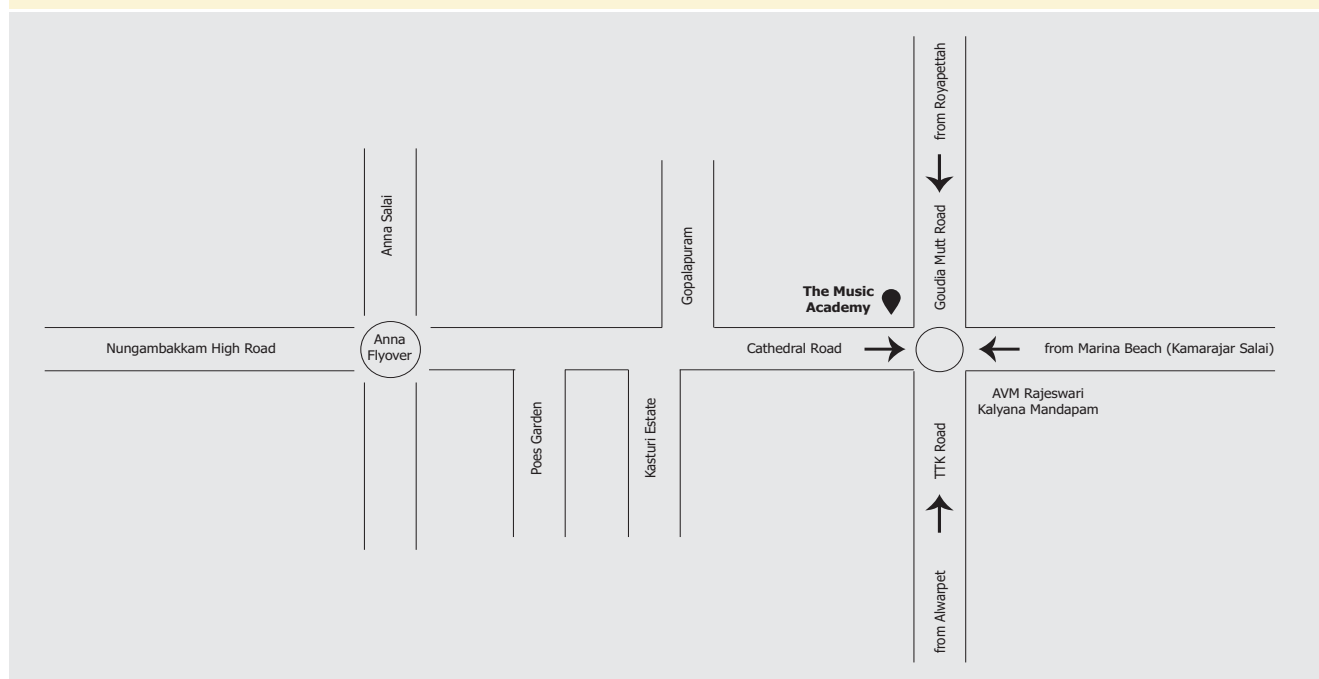 from Royapettah
Goudia Mutt Road
Anna Salai
Gopalapuram
The Music
Academy
Nungambakkam High Road
Anna
Flyover
Cathedral Road
from Marina Beach (Kamarajar Salai)
AVM Rajeswari
Kalyana Mandapam
Poes Garden
Kasturi Estate
TTK Road
from Alwarpet